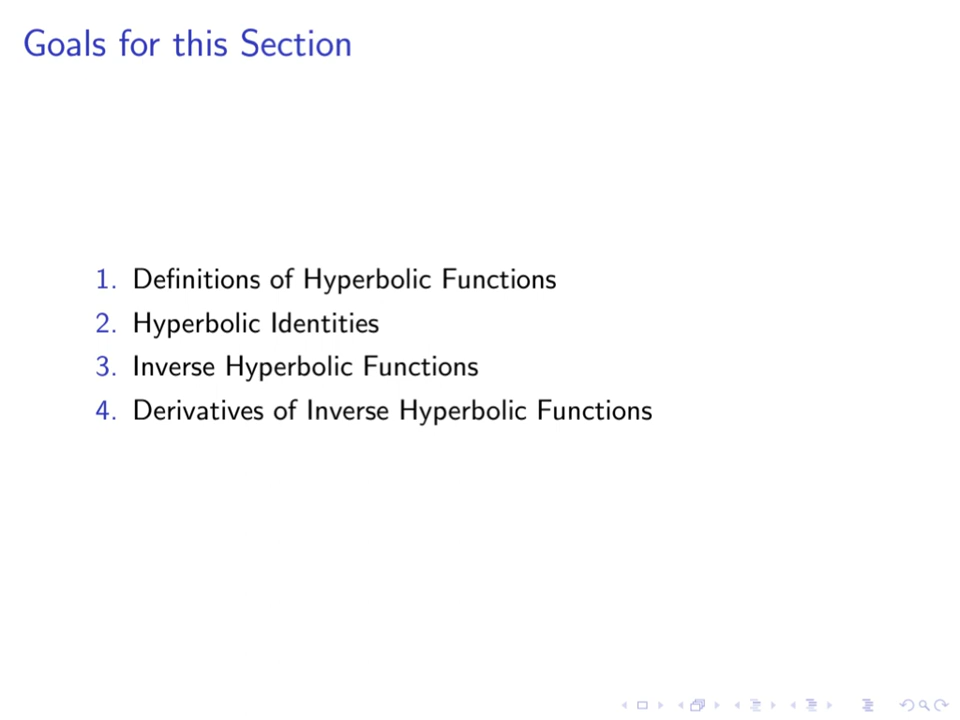 Goals for this Section
1. Definitions of Hyperbolic Functions
2. Hyperbolic Identities
3. Inverse Hyperbolic Functions
4. Derivatives of Inverse Hyperbolic Functions